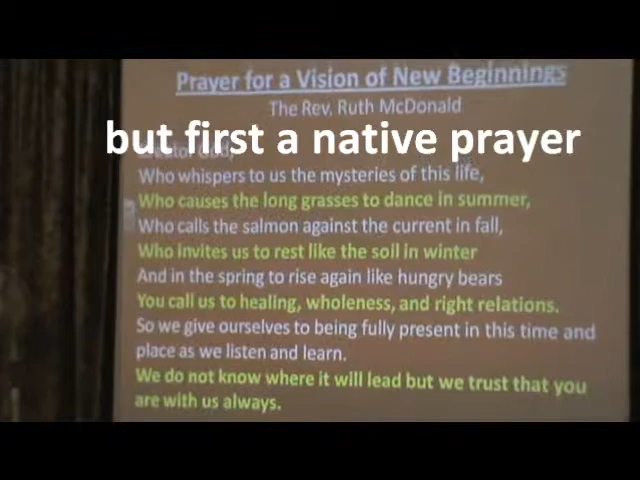 Prayer for a Vision of New Beginnings
The Rev. Ruth McDonald
but first a native prayer
Creator God,
Who whispers to us the mysteries of this life,
Who causes the long grasses to dance in summer,
Who calls the salmon against the current in fall,
Who invites us to rest like the soil in winter
And in the spring to rise again like hungry bears
You call us to healing, wholeness, and right relations.
So we give ourselves to being fully present in this time and
place as we listen and learn.
We do not know where it will lead but we trust that you
are with us always.